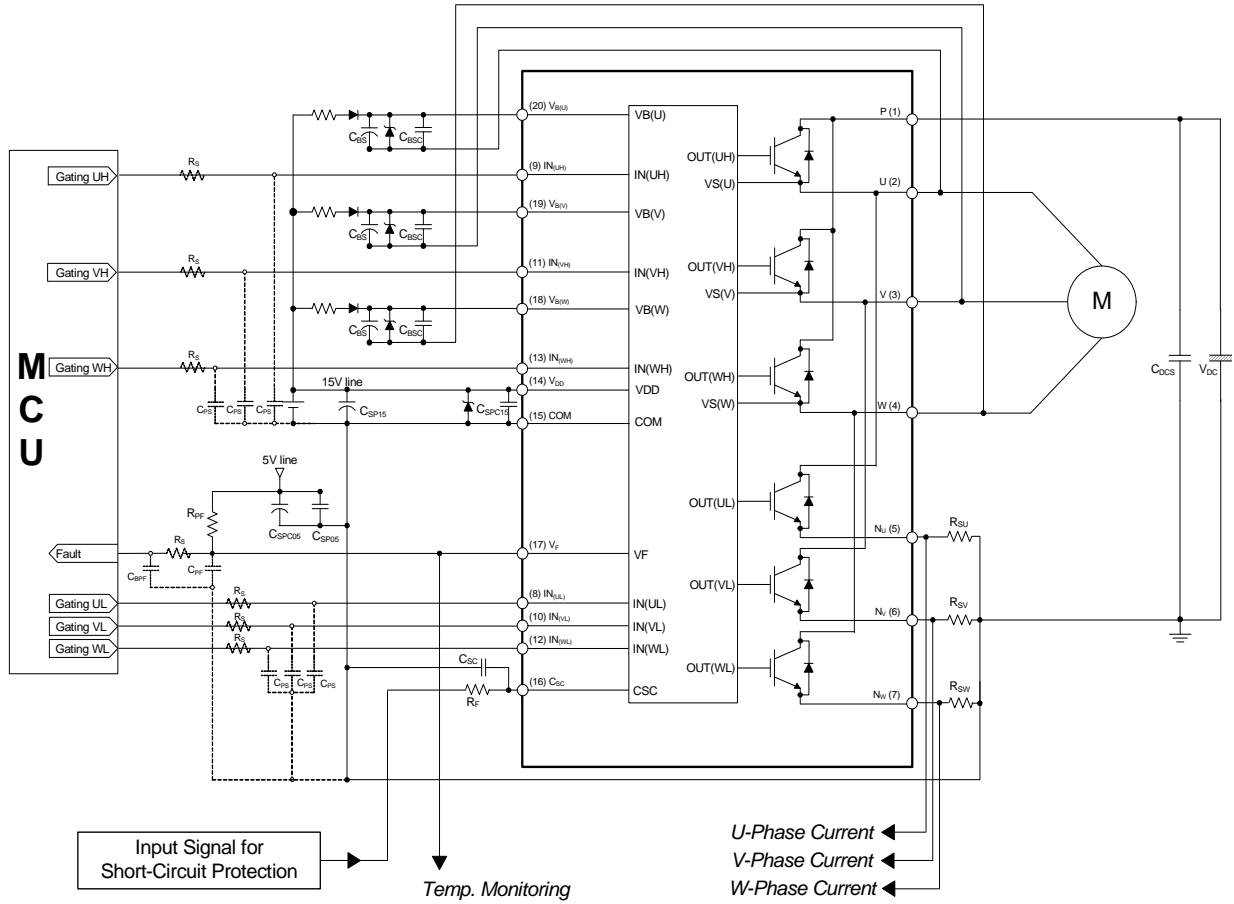 (20) VB(U)
VB(U)
P (1)
CBS
CBSC
OUT(UH)
RS
Gating UH
(9) IN(UH)
IN(UH)
VS(U)
U (2)
(19) VB(V)
VB(V)
CBS
CBSC
RS
Gating VH
(11) IN(VH)
IN(VH)
OUT(VH)
VS(V)
V (3)
M
(18) VB(W)
VB(W)
CBS
CBSC
MCU
RS
Gating WH
(13) IN(WH)
IN(WH)
OUT(WH)
CDCS
VDC
15V line
(14) VDD
VDD
VS(W)
W (4)
CPS
CPS
CPS
CSP15
CSPC15
(15) COM
COM
5V line
RPF
CSPC05
CSP05
OUT(UL)
RSU
NU (5)
Fault
RS
(17) VF
VF
CBPF
CPF
OUT(VL)
RS
Gating UL
(8) IN(UL)
IN(UL)
RSV
NV (6)
Gating VL
RS
(10) IN(VL)
IN(VL)
Gating WL
RS
(12) IN(WL)
IN(WL)
CPS
CPS
CPS
CSC
OUT(WL)
RF
(16) CSC
CSC
RSW
NW (7)
Input Signal for
Short-Circuit Protection
Temp. Monitoring
U-Phase Current
V-Phase Current
W-Phase Current